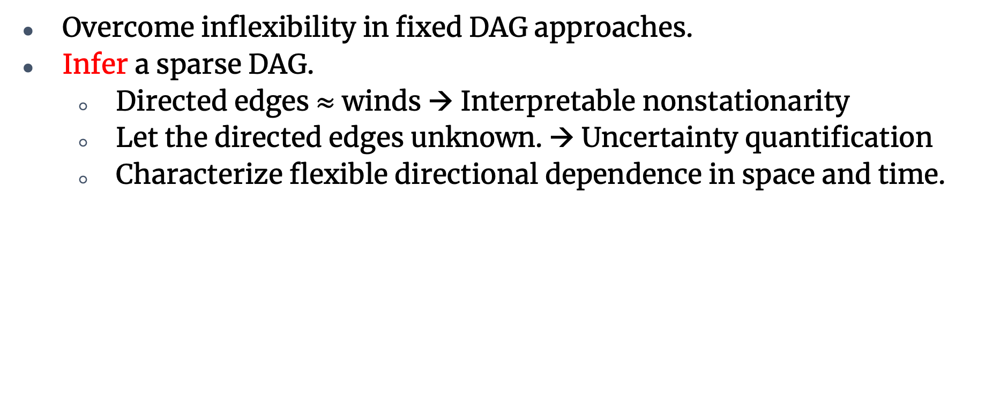 • Overcome inflexibility in fixed DAG approaches.
• Infer a sparse DAG.
◦ Directed edges ≈ winds → Interpretable nonstationarity
◦ Let the directed edges unknown. → Uncertainty quantification
◦ Characterize flexible directional dependence in space and time.